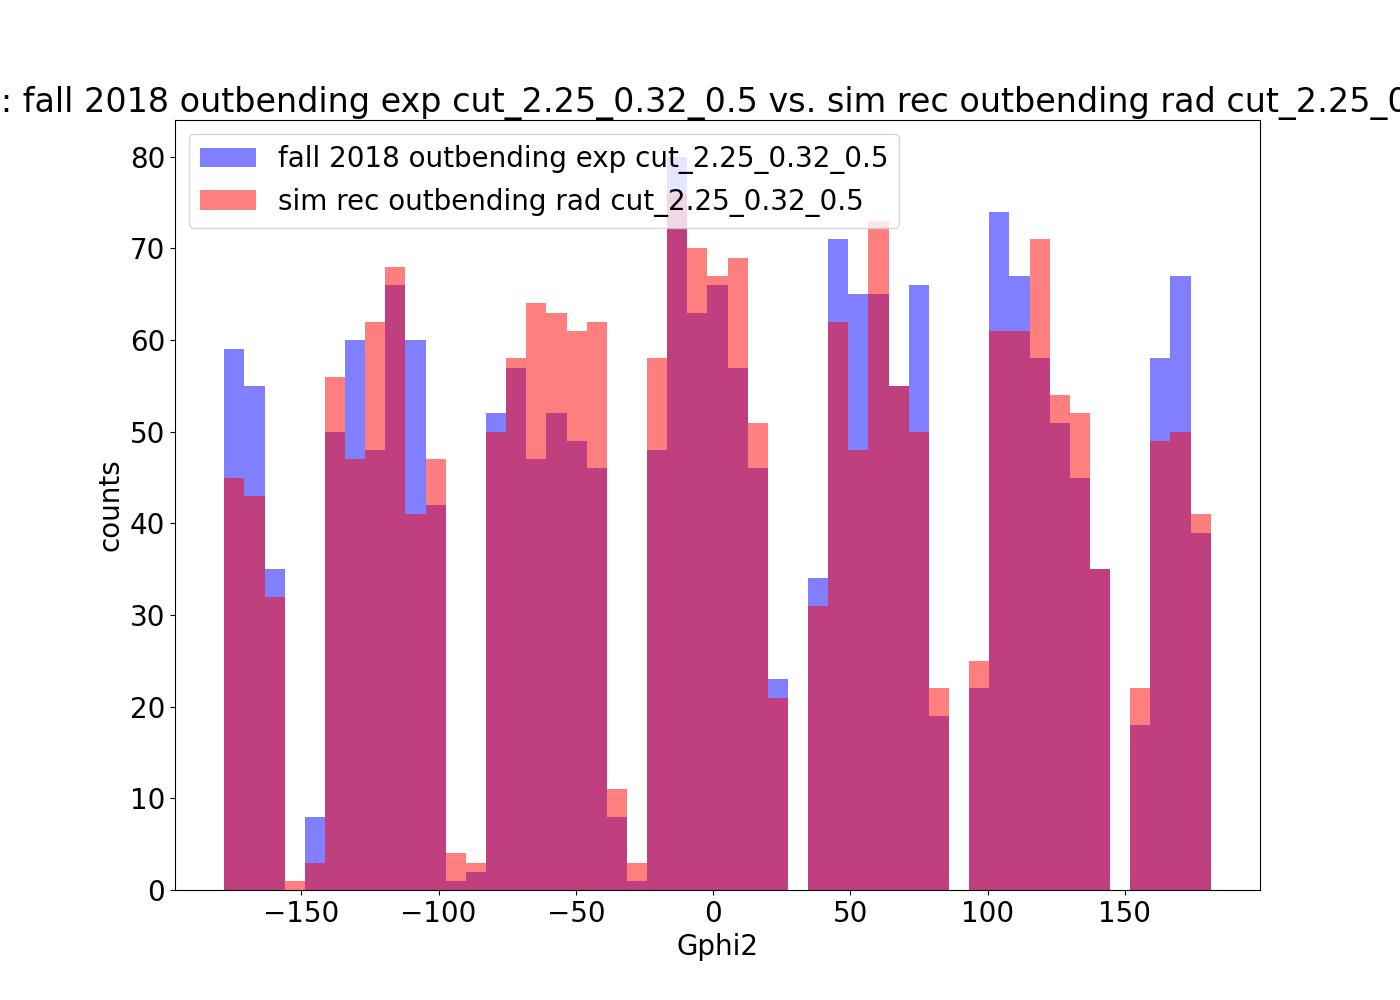 : fall 2018 outbending exp cut_2.25_0.32_0.5 vs. sim rec outbending rad cut_2.25_0
fall 2018 outbending exp cut_2.25_0.32_0.5
sim rec outbending rad cut_2.25_0.32_0.5
counts
80
70
60
50
40
30
20
10
0
−150 −100 −50 0 50 100 150
Gphi2